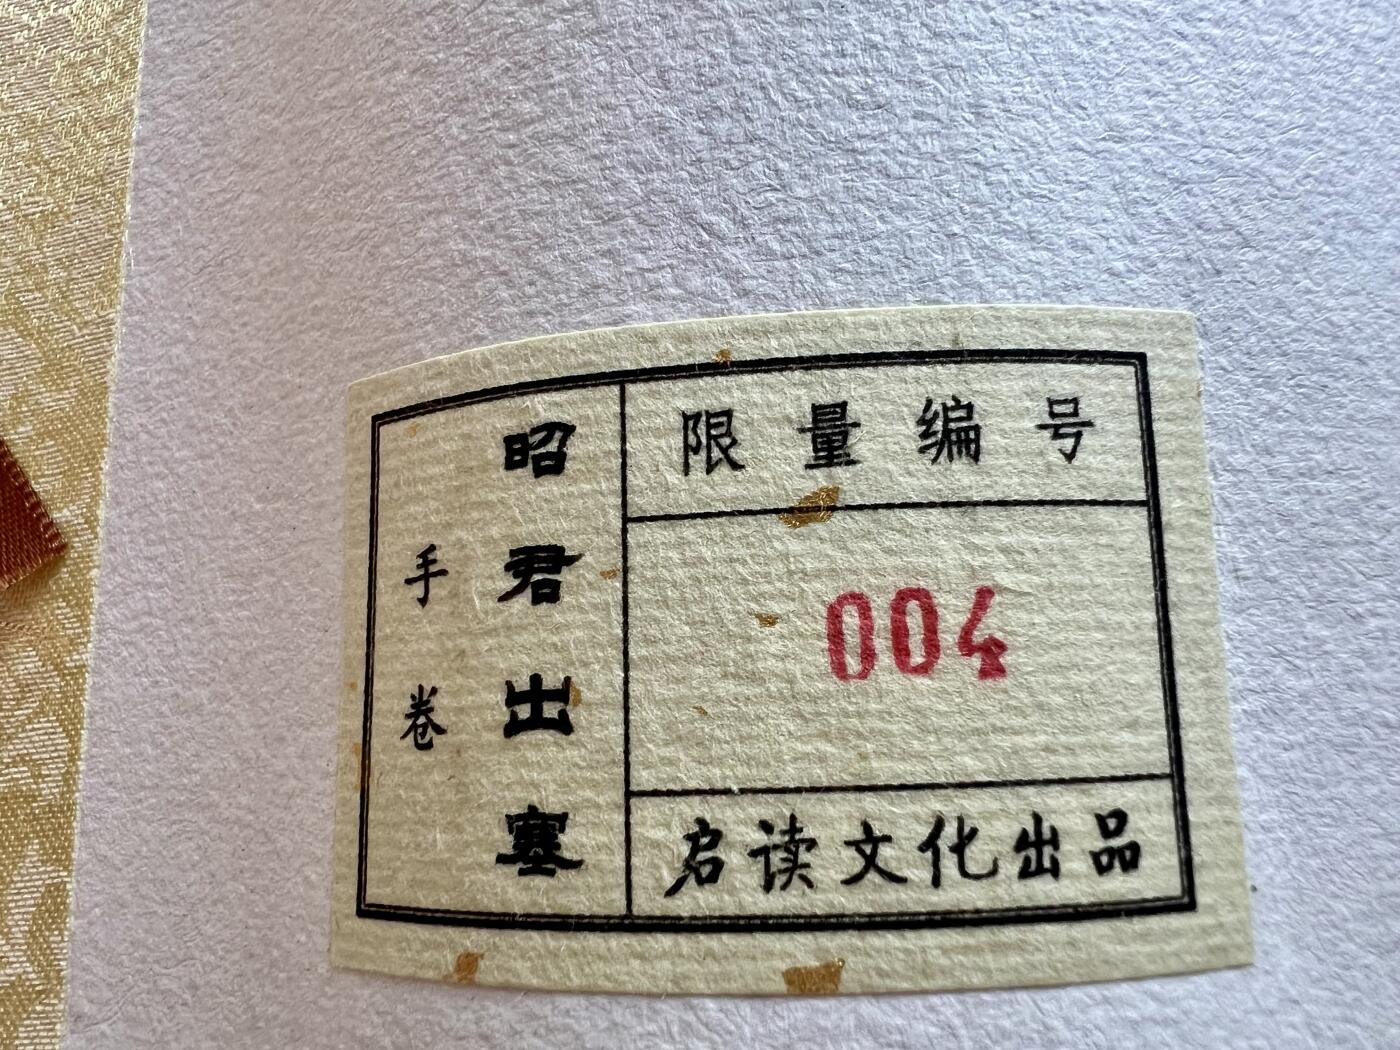 昭君出塞
手卷
限量编号
004
启读文化出品